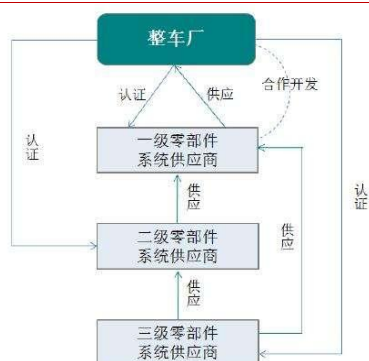 整车厂
认证
供应
合作开发
一级零部件
系统供应商
认证
供应
二级零部件
系统供应商
供应
认证
供应
三级零部件
系统供应商